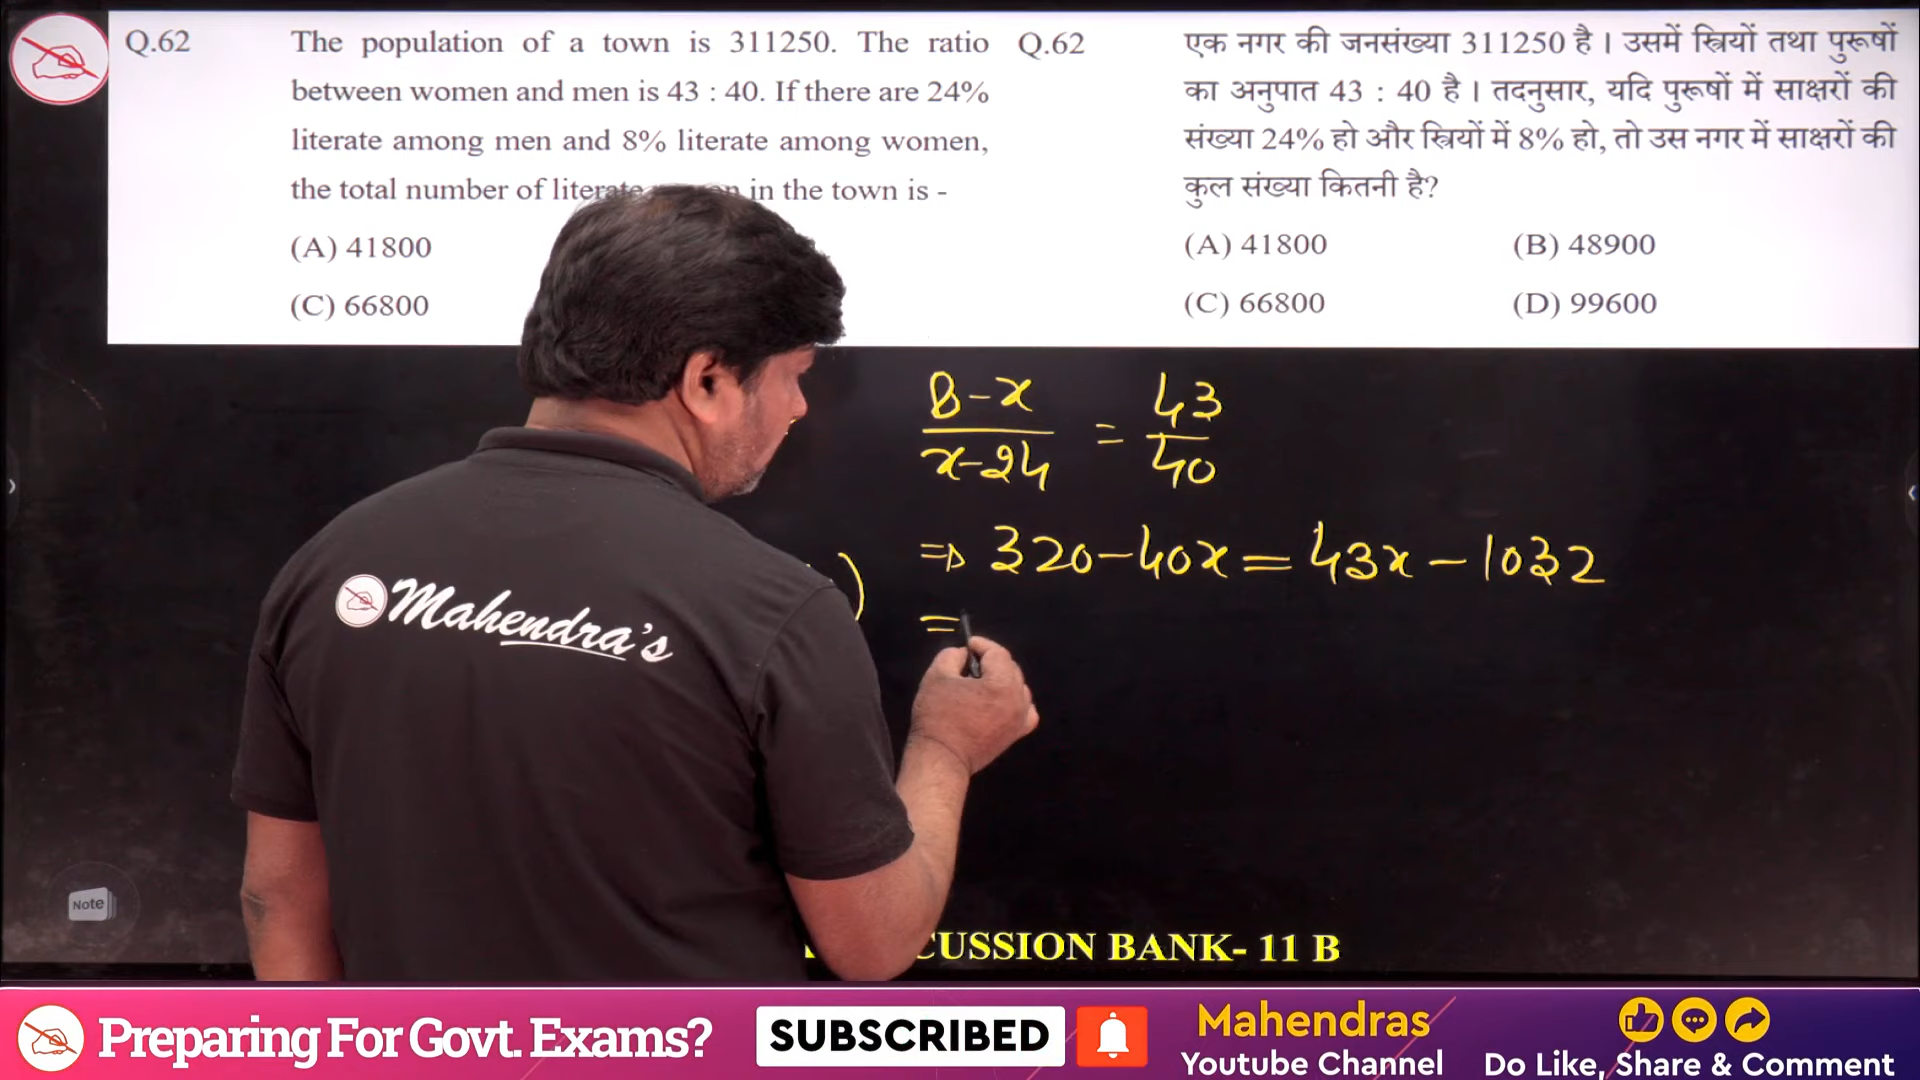 Q.62
The population of a town is 311250. The ratio
between women and men is 43 : 40. If there are 24%
literate among men and 8% literate among women,
the total number of literate in the town is -
(A) 41800
(C) 66800
Q.62
एक नगर की जनसंख्या 311250 है। उसमें स्त्रियों तथा पुरूषों
का अनुपात 43 : 40 है। तदनुसार, यदि पुरूषों में साक्षरों की
संख्या 24% हो और स्त्रियों में 8% हो, तो उस नगर में साक्षरों की
कुल संख्या कितनी है?
(A) 41800 (B) 48900
(C) 66800 (D) 99600
8-x / x-24 = 43 / 40
⇒ 320-40x = 43x - 1032
=
Mahendra's
Note
CUSSION BANK- 11 B
Preparing For Govt. Exams?
SUBSCRIBED
Mahendras
Youtube Channel
Do Like, Share & Comment